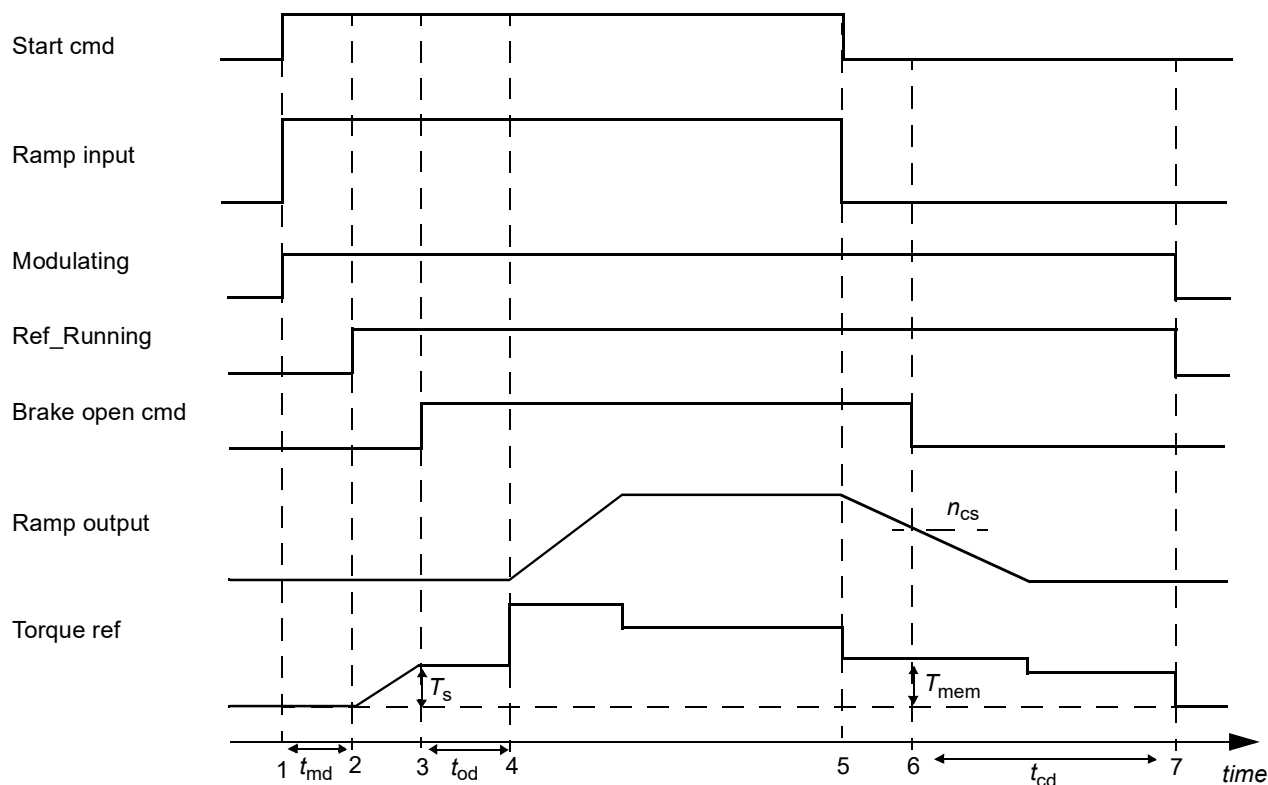 Start cmd
Ramp input
Modulating
Ref_Running
Brake open cmd
Ramp output
ncs
Torque ref
Ts
Tmem
1 tmd 2 3 tod 4 5 6 tcd 7 time